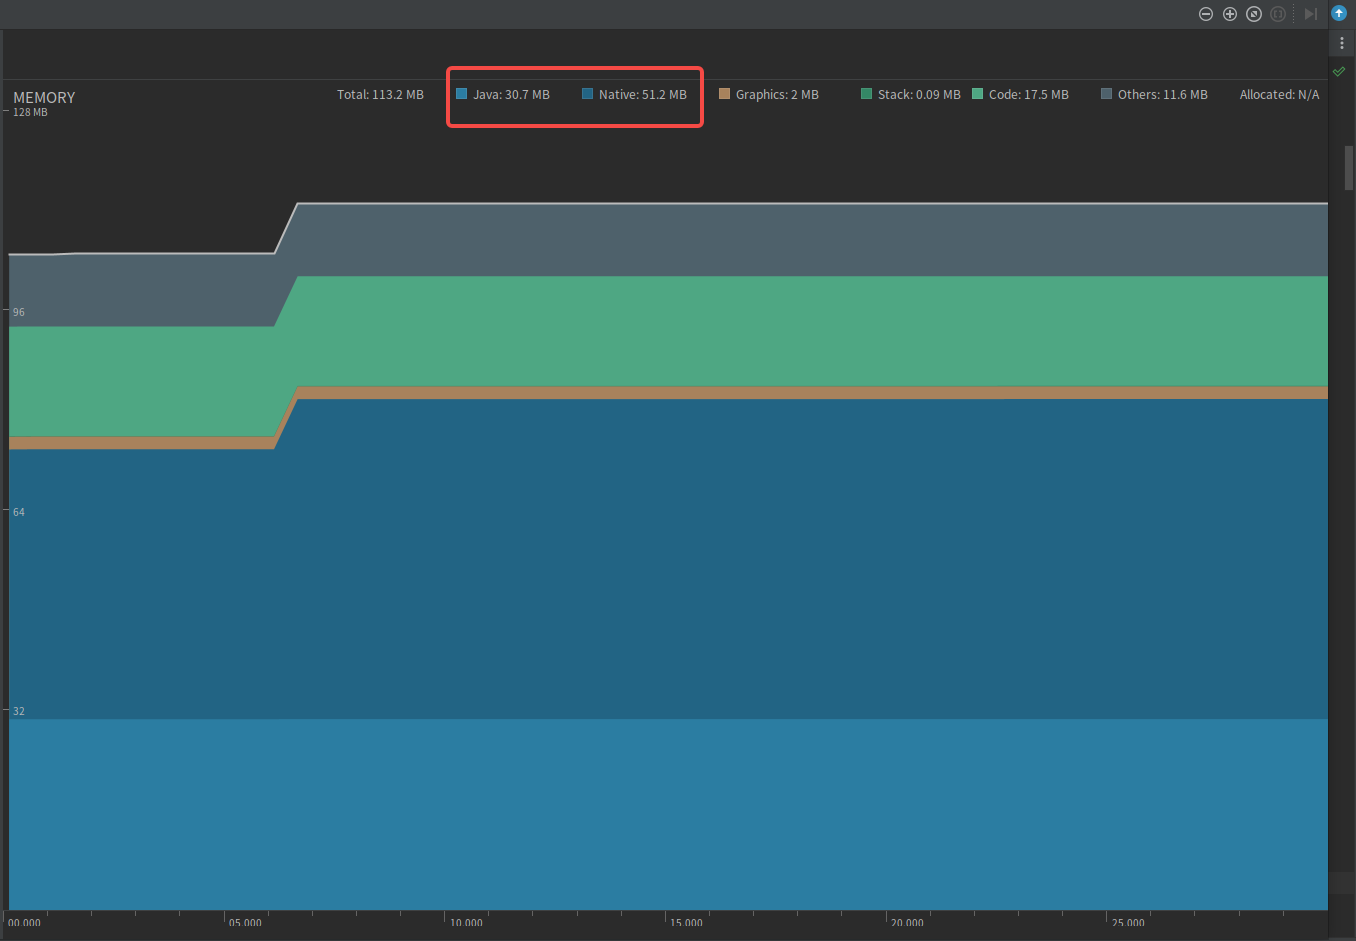 MEMORY
Total: 113.2 MB Java: 30.7 MB Native: 51.2 MB Graphics: 2 MB Stack: 0.09 MB Code: 17.5 MB Others: 11.6 MB Allocated: N/A
128 MB
96
64
32
00.000 05.000 10.000 15.000 20.000 25.000